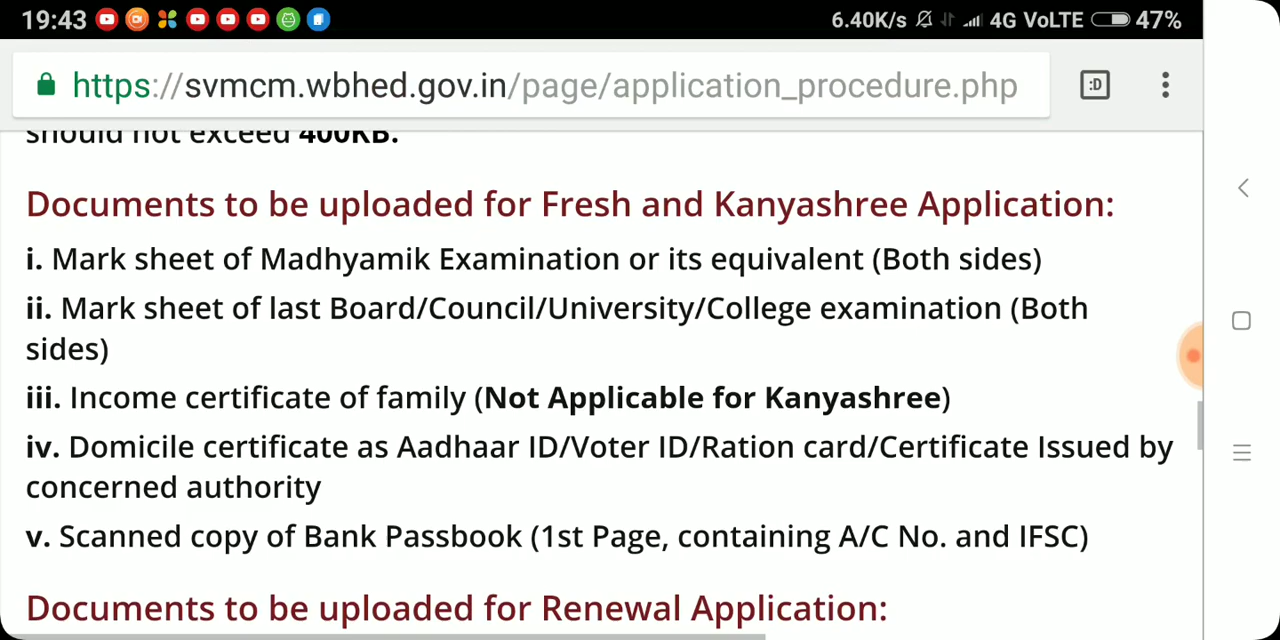 19:43 6.40K/s 4G VoLTE 47%
https://svmcm.wbhed.gov.in/page/application_procedure.php :D
should not exceed 400KB.
Documents to be uploaded for Fresh and Kanyashree Application:
i. Mark sheet of Madhyamik Examination or its equivalent (Both sides)
ii. Mark sheet of last Board/Council/University/College examination (Both
sides)
iii. Income certificate of family (Not Applicable for Kanyashree)
iv. Domicile certificate as Aadhaar ID/Voter ID/Ration card/Certificate Issued by
concerned authority
v. Scanned copy of Bank Passbook (1st Page, containing A/C No. and IFSC)
Documents to be uploaded for Renewal Application: